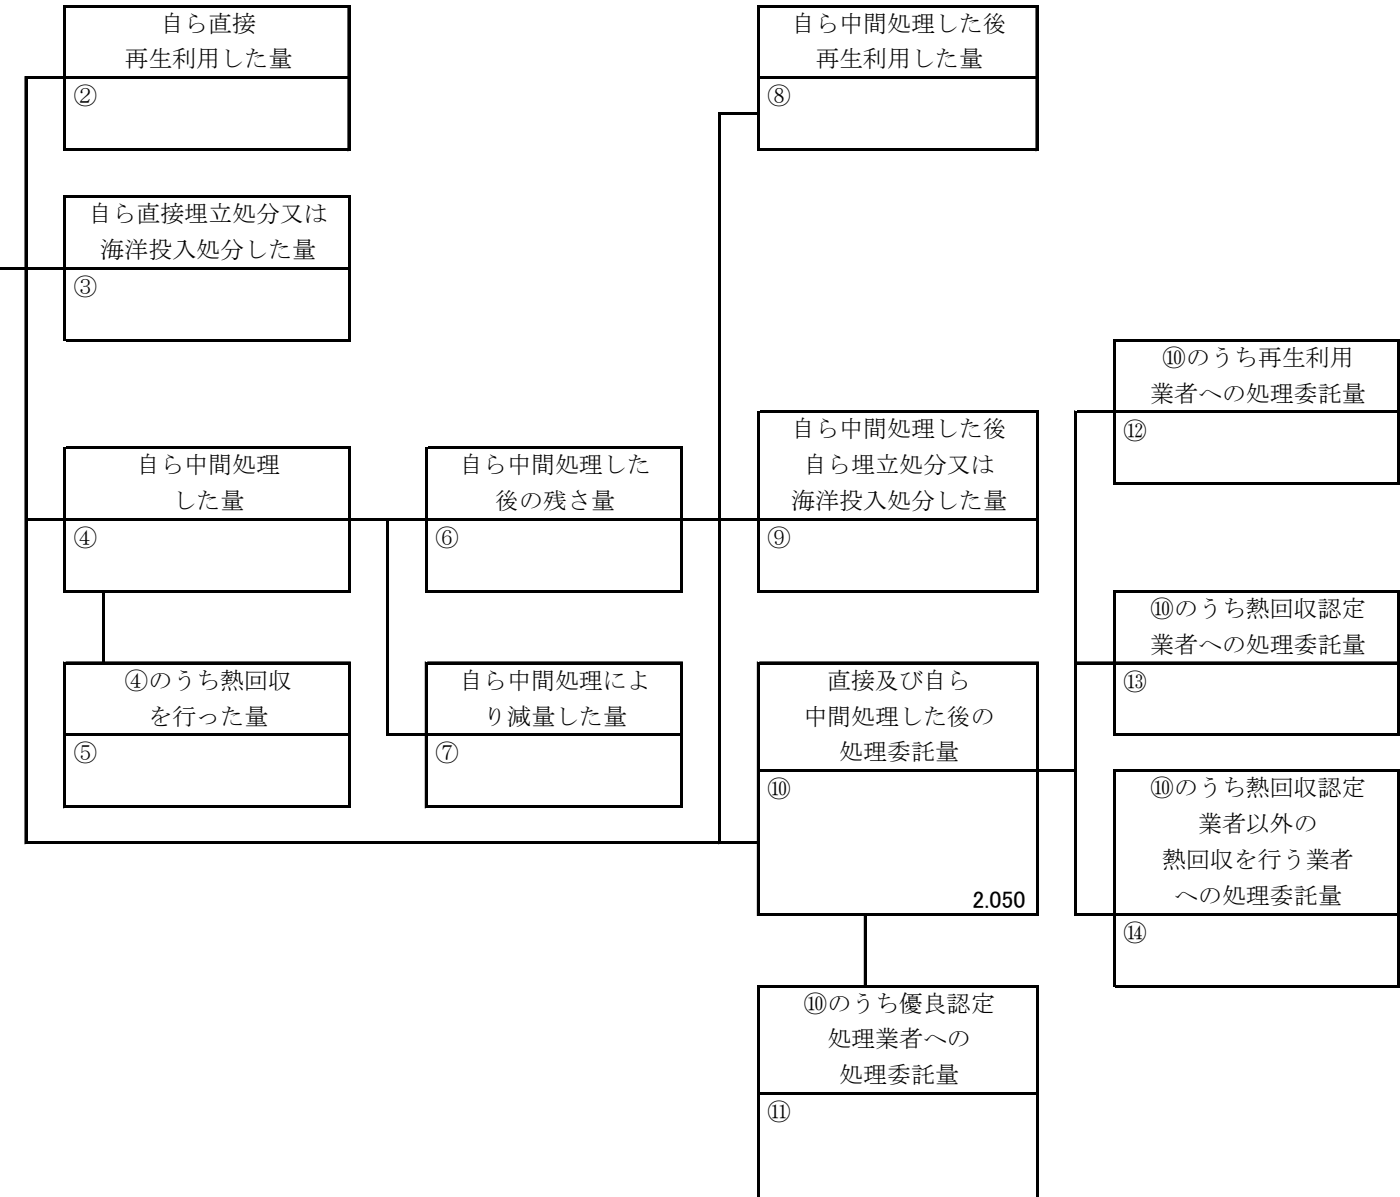 自ら直接
再生利用した量
②
自ら中間処理した後
再生利用した量
⑧
自ら直接埋立処分又は
海洋投入処分した量
③
⑩のうち再生利用
業者への処理委託量
⑫
自ら中間処理
した量
④
自ら中間処理した
後の残さ量
⑥
自ら中間処理した後
自ら埋立処分又は
海洋投入処分した量
⑨
⑩のうち熱回収認定
業者への処理委託量
⑬
④のうち熱回収
を行った量
⑤
自ら中間処理によ
り減量した量
⑦
直接及び自ら
中間処理した後の
処理委託量
⑩
2.050
⑩のうち熱回収認定
業者以外の
熱回収を行う業者
への処理委託量
⑭
⑩のうち優良認定
処理業者への
処理委託量
⑪